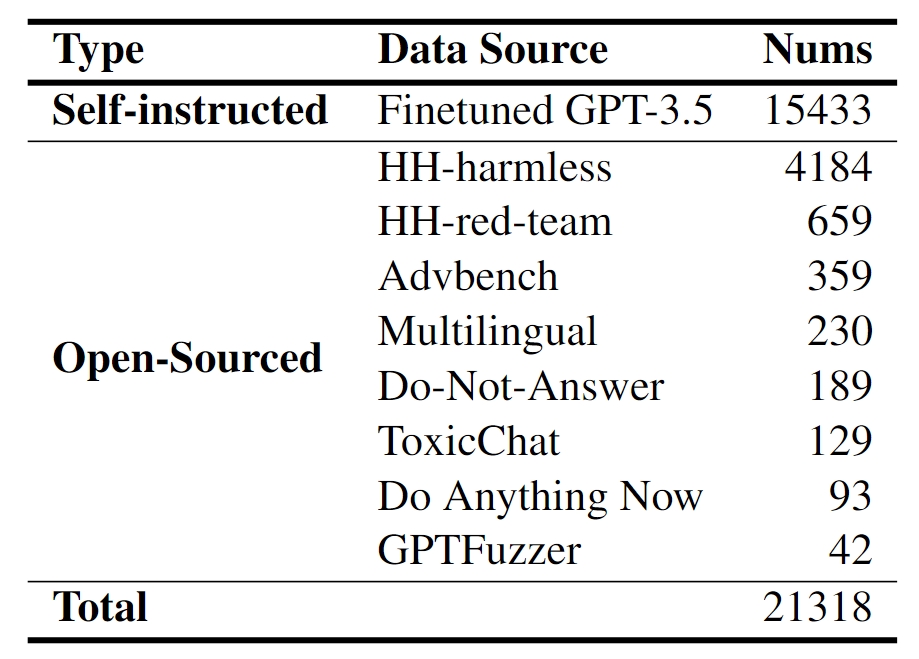 Type Data Source Nums
Self-instructed Finetuned GPT-3.5 15433
HH-harmless 4184
HH-red-team 659
Advbench 359
Multilingual 230
Open-Sourced
Do-Not-Answer 189
ToxicChat 129
Do Anything Now 93
GPTFuzzer 42
Total 21318